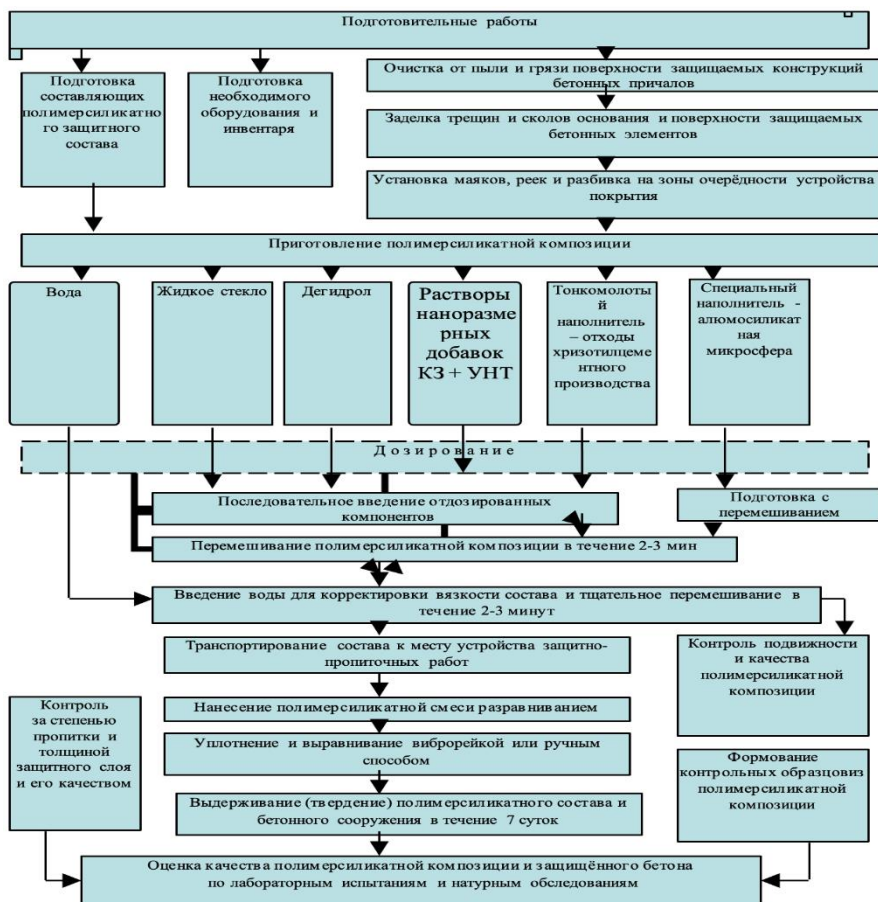 Подготовительные работы
Подготовка
составляющих
полимерсиликатно
го защитного
состава
Подготовка
необходимого
оборудования и
инвентаря
Очистка от пыли и грязи поверхности защищаемых конструкций
бетонных причалов
Заделка трещин и сколов основания и поверхности защищаемых
бетонных элементов
Установка маяков, реек и разбивка на зоны очерёдности устройства
покрытия
Приготовление полимерсиликатной композиции
Вода
Жидкое стекло
Дегидрол
Растворы
наноразме
рных
добавок
КЗ + УНТ
Тонкомолоты
й
наполнитель
– отходы
хризотилцеме
нтного
производства
Специальный
наполнитель -
алюмосиликат
ная
микросфера
Дозирование
Последовательное введение отдозированных
компонентов
Подготовка с
перемешиванием
Перемешивание полимерсиликатной композиции в течение 2-3 мин
Введение воды для корректировки вязкости состава и тщательное перемешивание в
течение 2-3 минут
Транспортирование состава к месту устройства защитно-
пропиточных работ
Контроль подвижности
и качества
полимерсиликатной
композиции
Контроль
за степенью
пропитки и
толщиной
защитного слоя
и его качеством
Нанесение полимерсиликатной смеси разравниванием
Уплотнение и выравнивание виброрейкой или ручным
способом
Формование
контрольных образцовиз
полимерсиликатной
композиции
Выдерживание (твердение) полимерсиликатного состава и
бетонного сооружения в течение 7 суток
Оценка качества полимерсиликатной композиции и защищённого бетона
по лабораторным испытаниям и натурным обследованиям